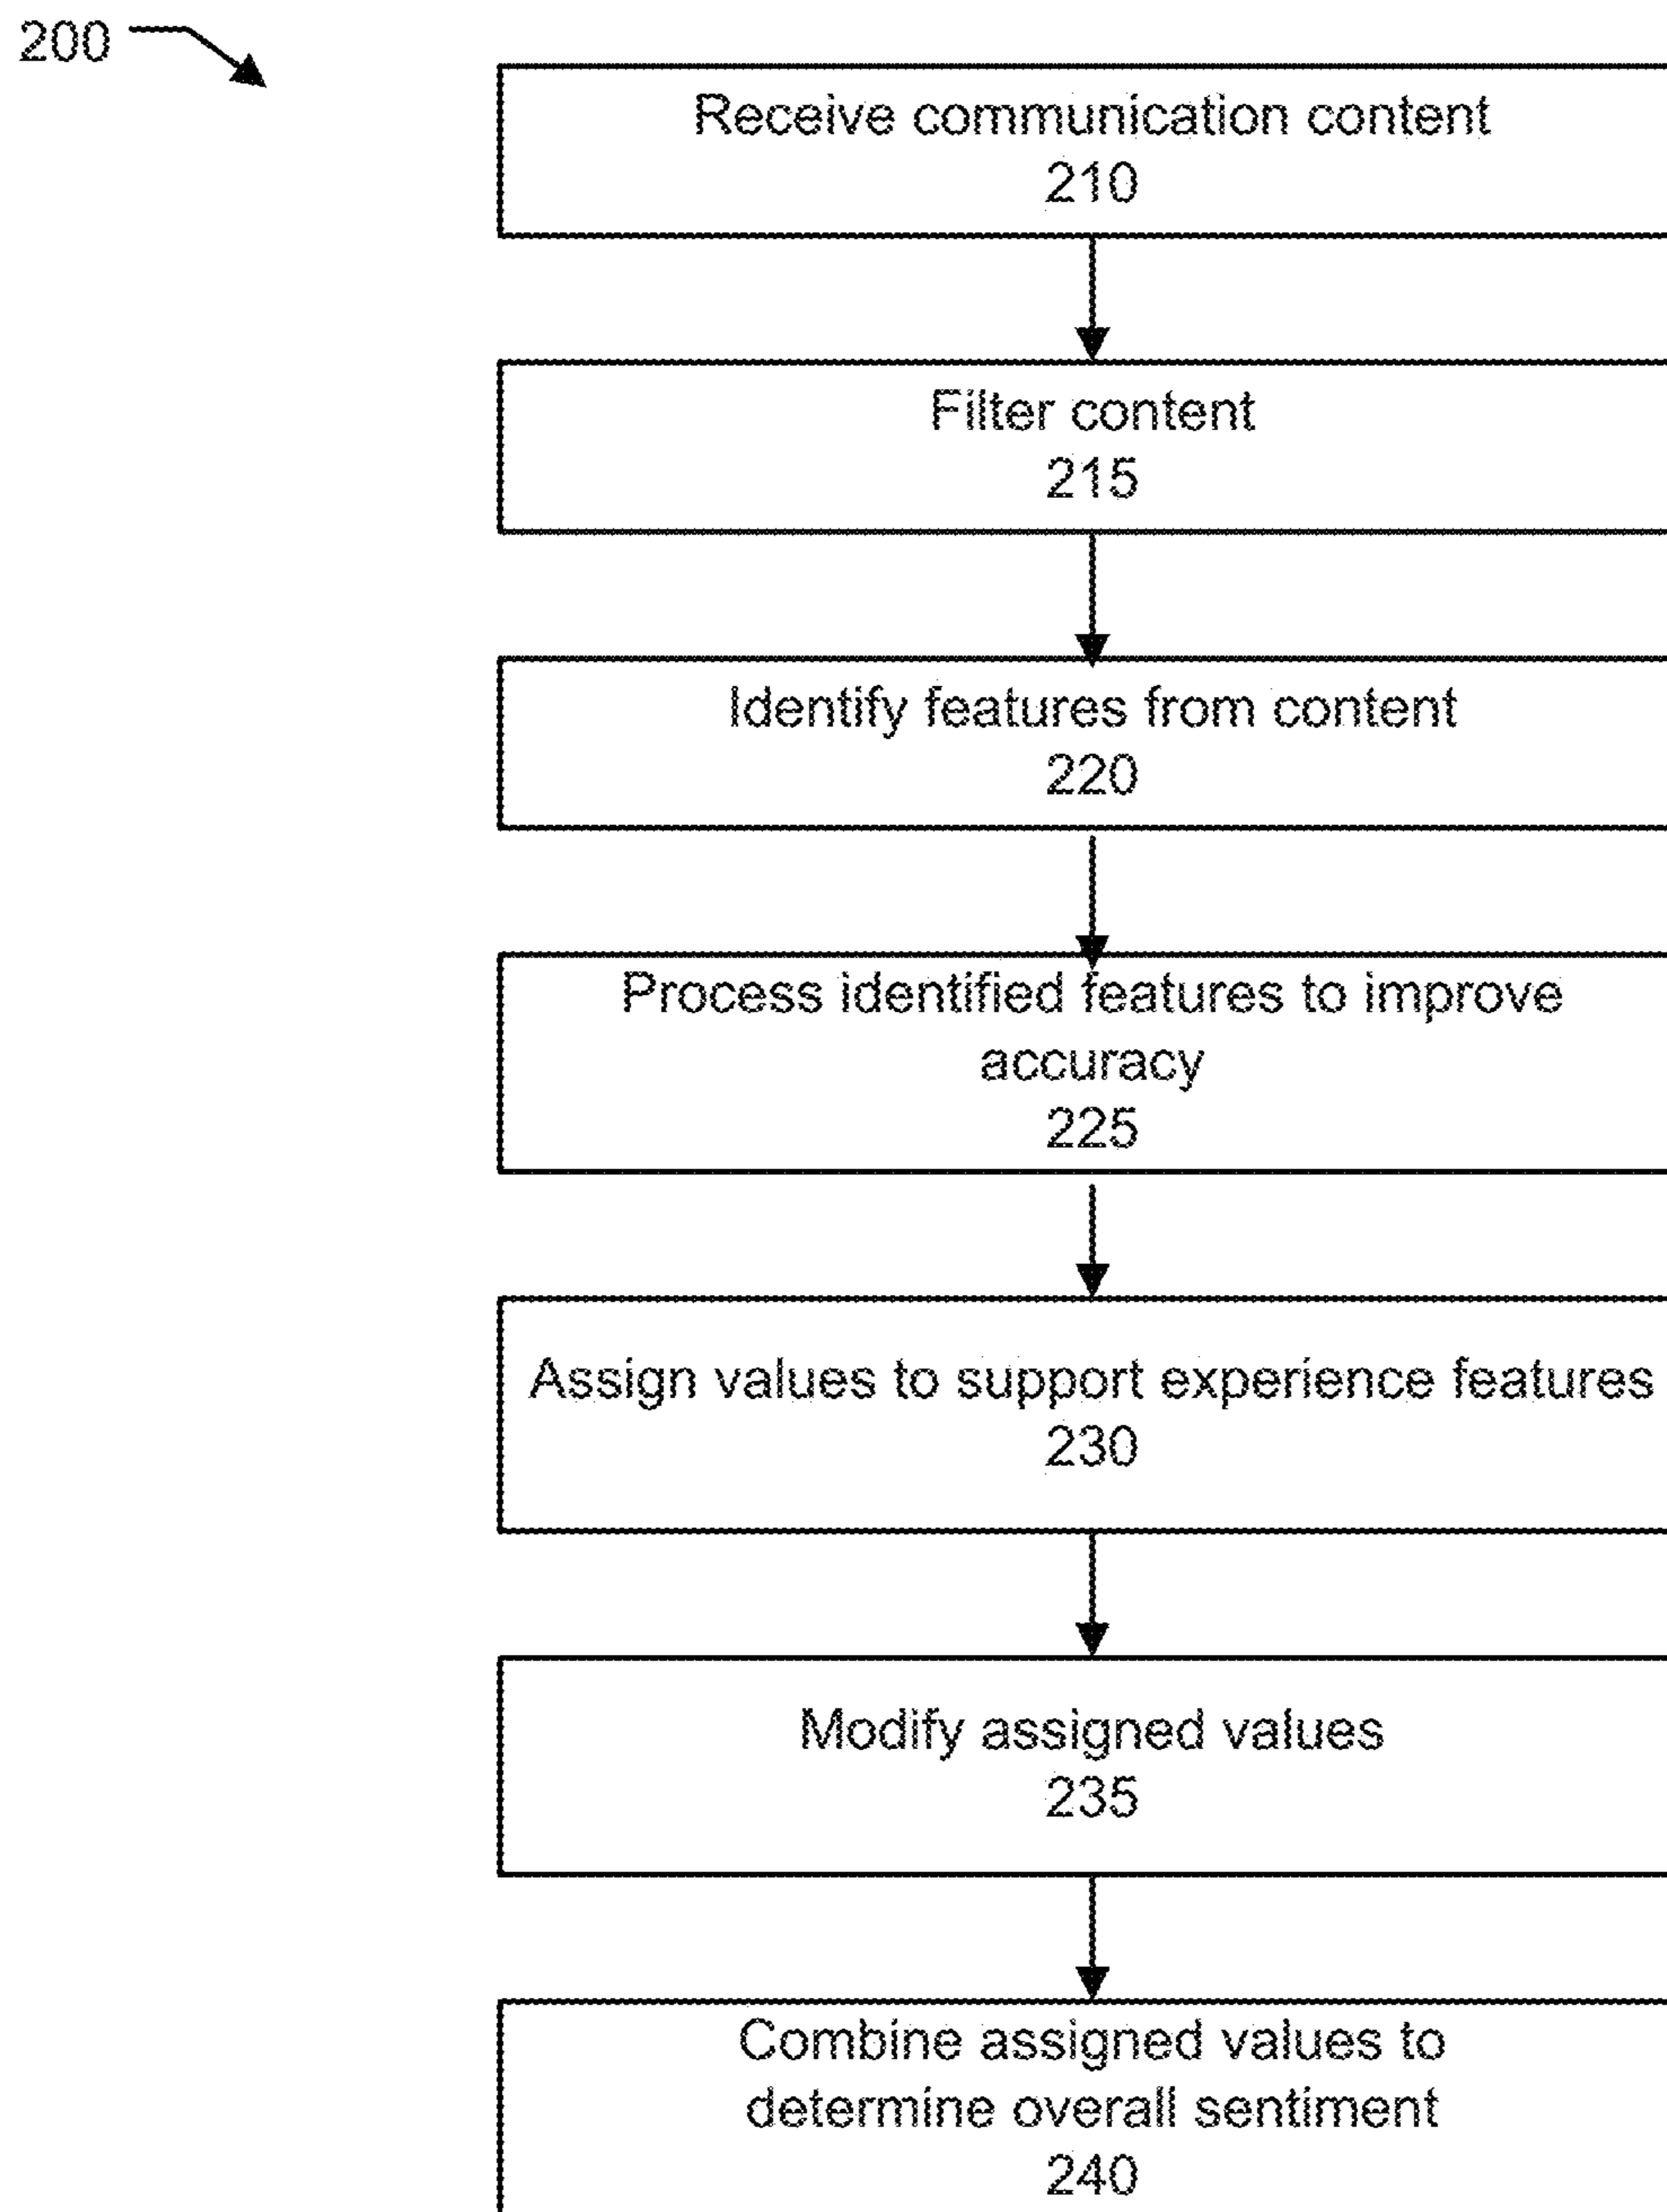 200
Receive communication content
210
Filter content
215
Identify features from content
220
Process identified features to improve
accuracy
225
Assign values to support experience features
230
Modify assigned values
235
Combine assigned values to
determine overall sentiment
240